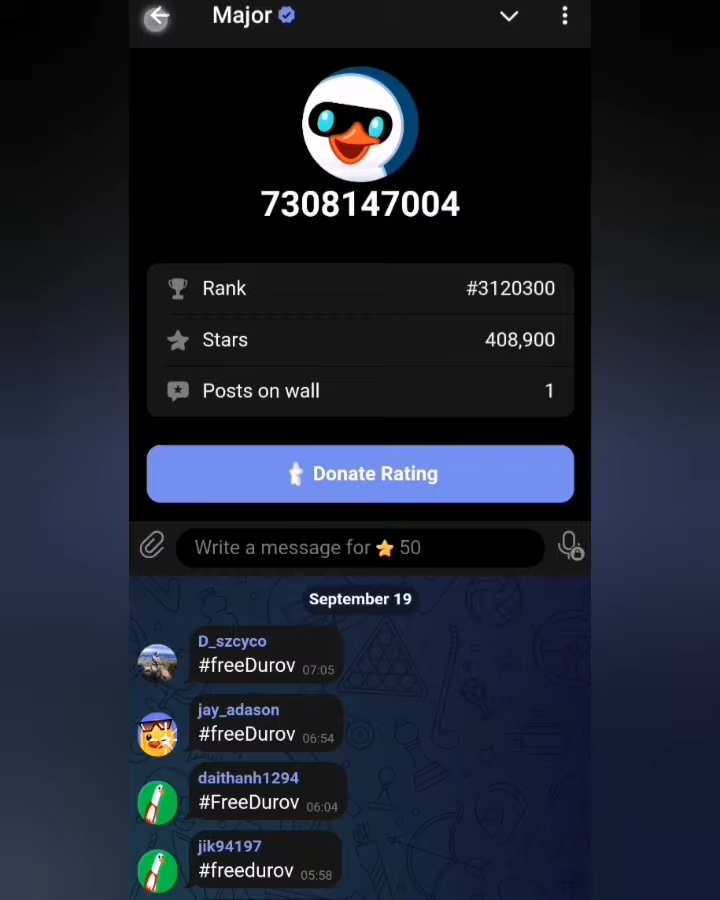 Major
7308147004
Rank #3120300
Stars 408,900
Posts on wall 1
Donate Rating
Write a message for ⭐ 50
September 19
D_szcyco
#freeDurov 07:05
jay_adason
#freeDurov 06:54
daithanh1294
#FreeDurov 06:04
jik94197
#freedurov 05:58